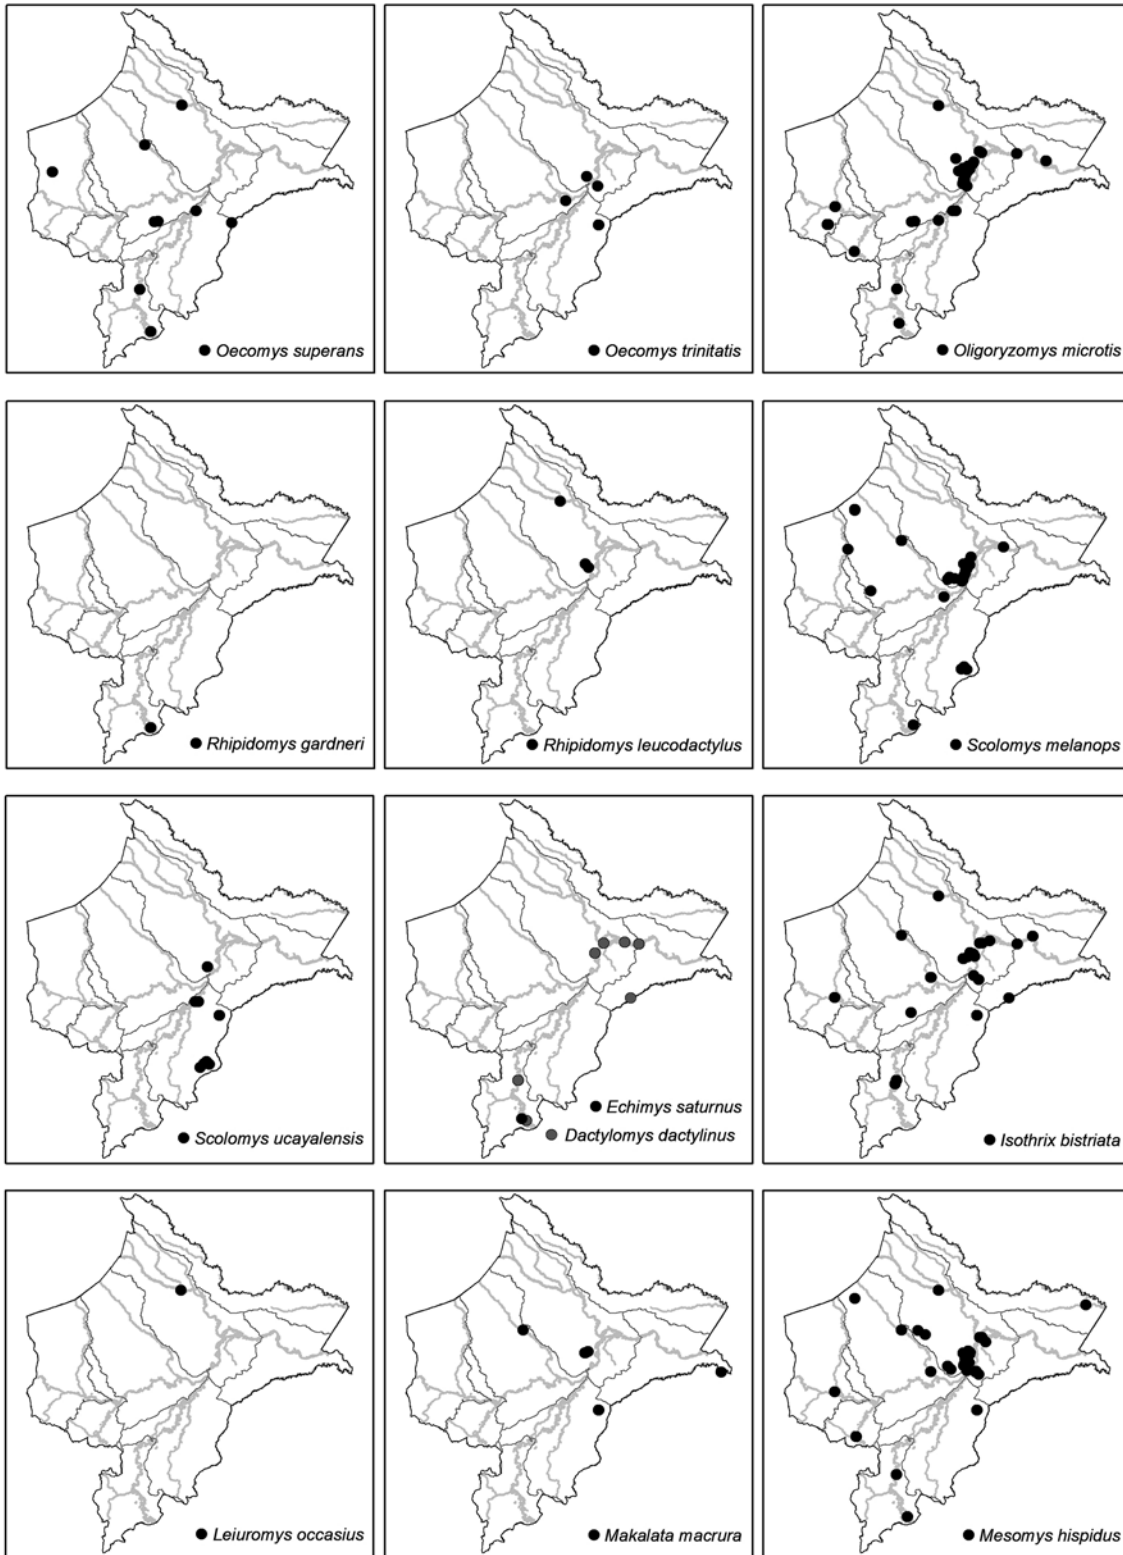 Oecomys superans
Oecomys trinitatis
Oligoryzomys microtis
Rhipidomys gardneri
Rhipidomys leucodactylus
Scolomys melanops
Scolomys ucayalensis
Echimys saturnus
Dactylomys dactylinus
Isothrix bistriata
Leiuromys occasius
Makalata macrura
Mesomys hispidus